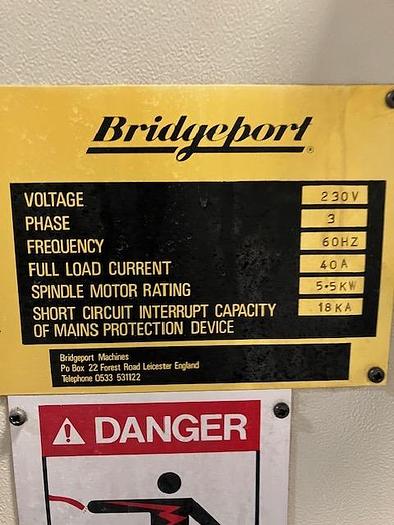 Bridgeport®
VOLTAGE 230V
PHASE 3
FREQUENCY 60HZ
FULL LOAD CURRENT 40A
SPINDLE MOTOR RATING 5·5KW
SHORT CIRCUIT INTERRUPT CAPACITY 18KA
OF MAINS PROTECTION DEVICE
Bridgeport Machines
Po Box 22 Forest Road Leicester England
Telephone 0533 531122
DANGER